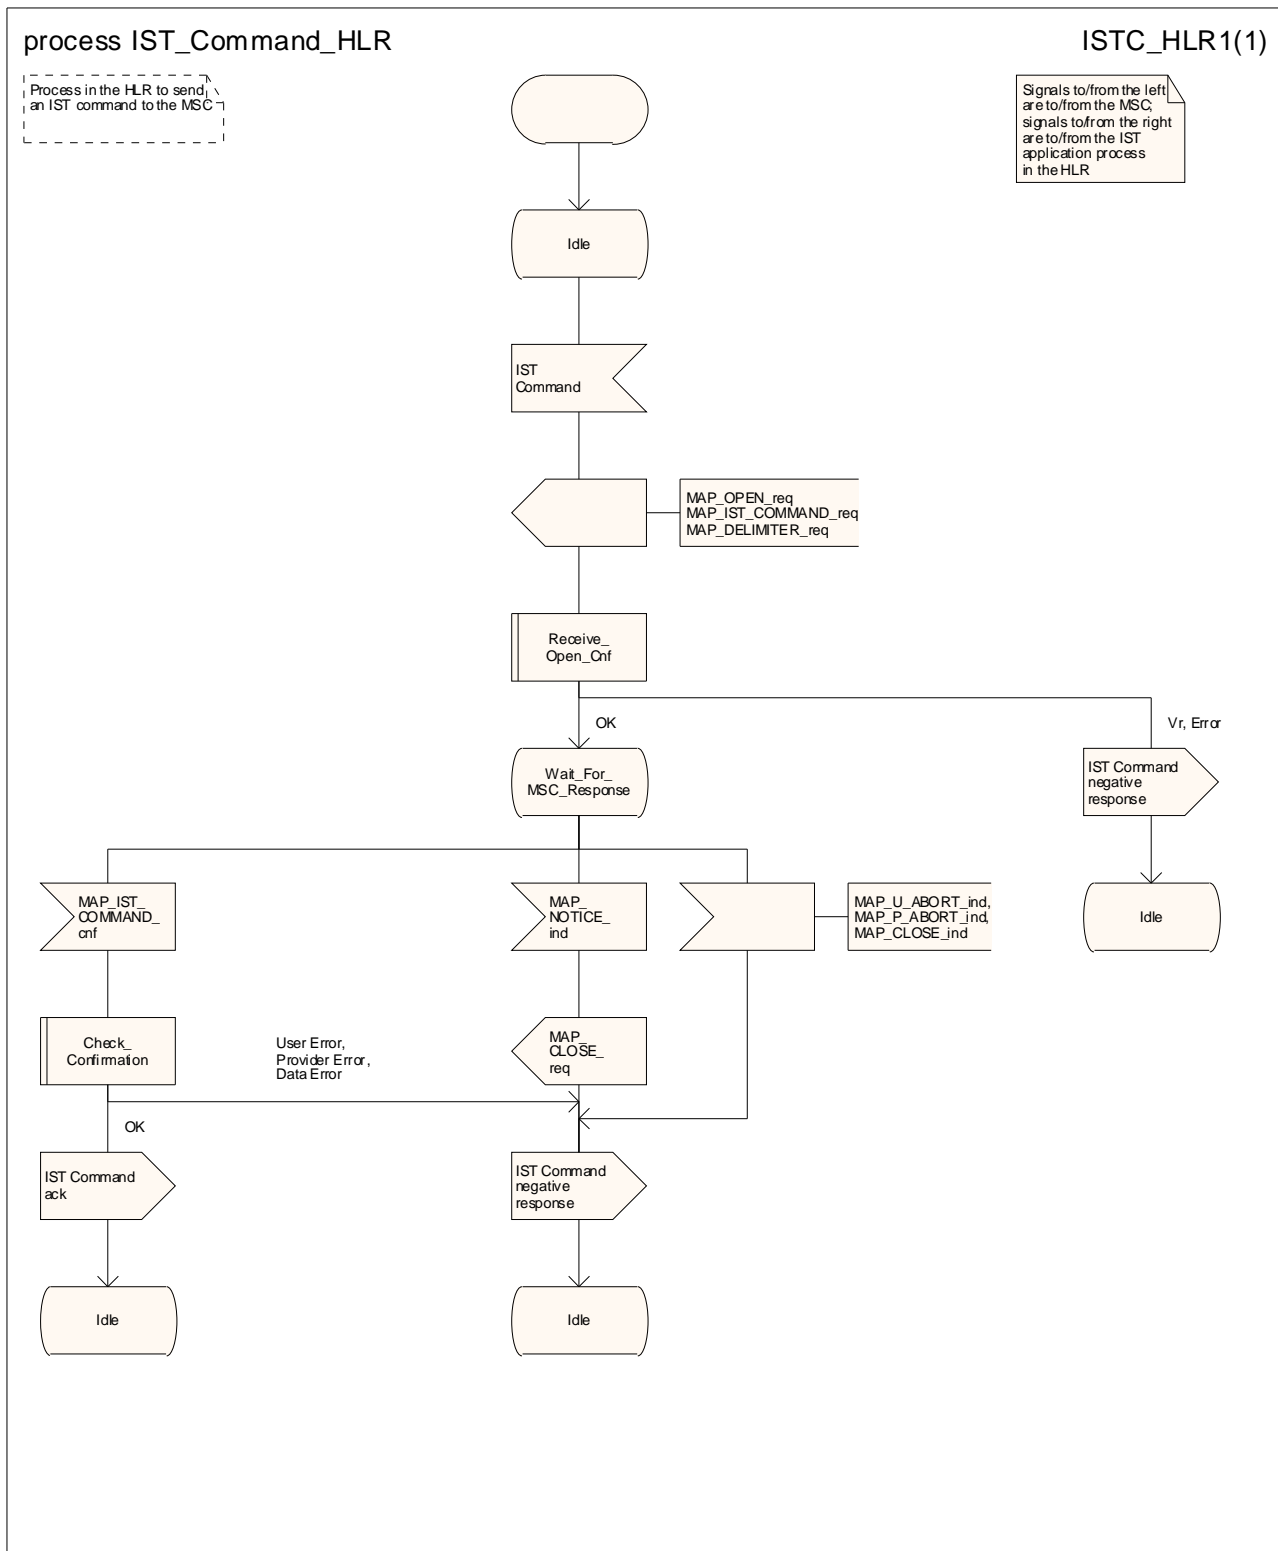 process IST_Command_HLR
ISTC_HLR1(1)
Process in the HLR to send
an IST command to the MSC
Signals to/from the left
are to/from the MSC;
signals to/from the right
are to/from the IST
application process
in the HLR
Idle
IST
Command
MAP_OPEN_req
MAP_IST_COMMAND_req
MAP_DELIMITER_req
Receive_
Open_Cnf
OK
Vr, Error
Wait_For_
MSC_Response
IST Command
negative
response
MAP_IST_
COMMAND_
cnf
MAP_
NOTICE_
ind
MAP_U_ABORT_ind,
MAP_P_ABORT_ind,
MAP_CLOSE_ind
Idle
Check_
Confirmation
User Error,
Provider Error,
Data Error
MAP_
CLOSE_
req
OK
IST Command
ack
IST Command
negative
response
Idle
Idle